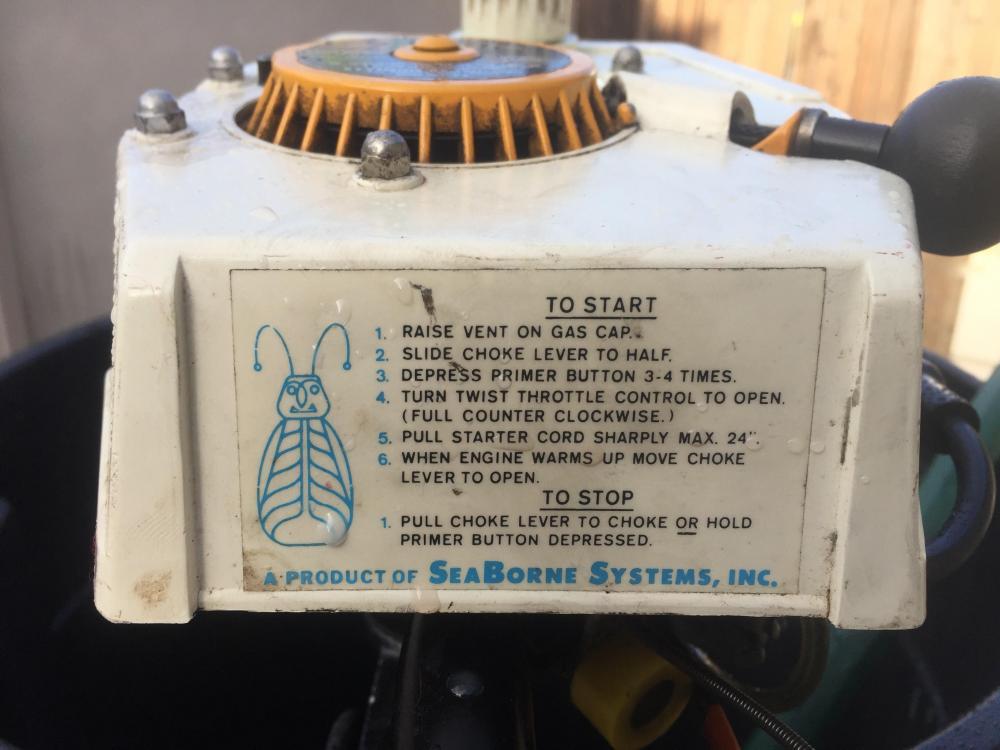 TO START
1. RAISE VENT ON GAS CAP.
2. SLIDE CHOKE LEVER TO HALF.
3. DEPRESS PRIMER BUTTON 3-4 TIMES.
4. TURN TWIST THROTTLE CONTROL TO OPEN.
(FULL COUNTER CLOCKWISE.)
5. PULL STARTER CORD SHARPLY MAX. 24".
6. WHEN ENGINE WARMS UP MOVE CHOKE
LEVER TO OPEN.
TO STOP
1. PULL CHOKE LEVER TO CHOKE OR HOLD
PRIMER BUTTON DEPRESSED.
A PRODUCT OF SEABORNE SYSTEMS, INC.